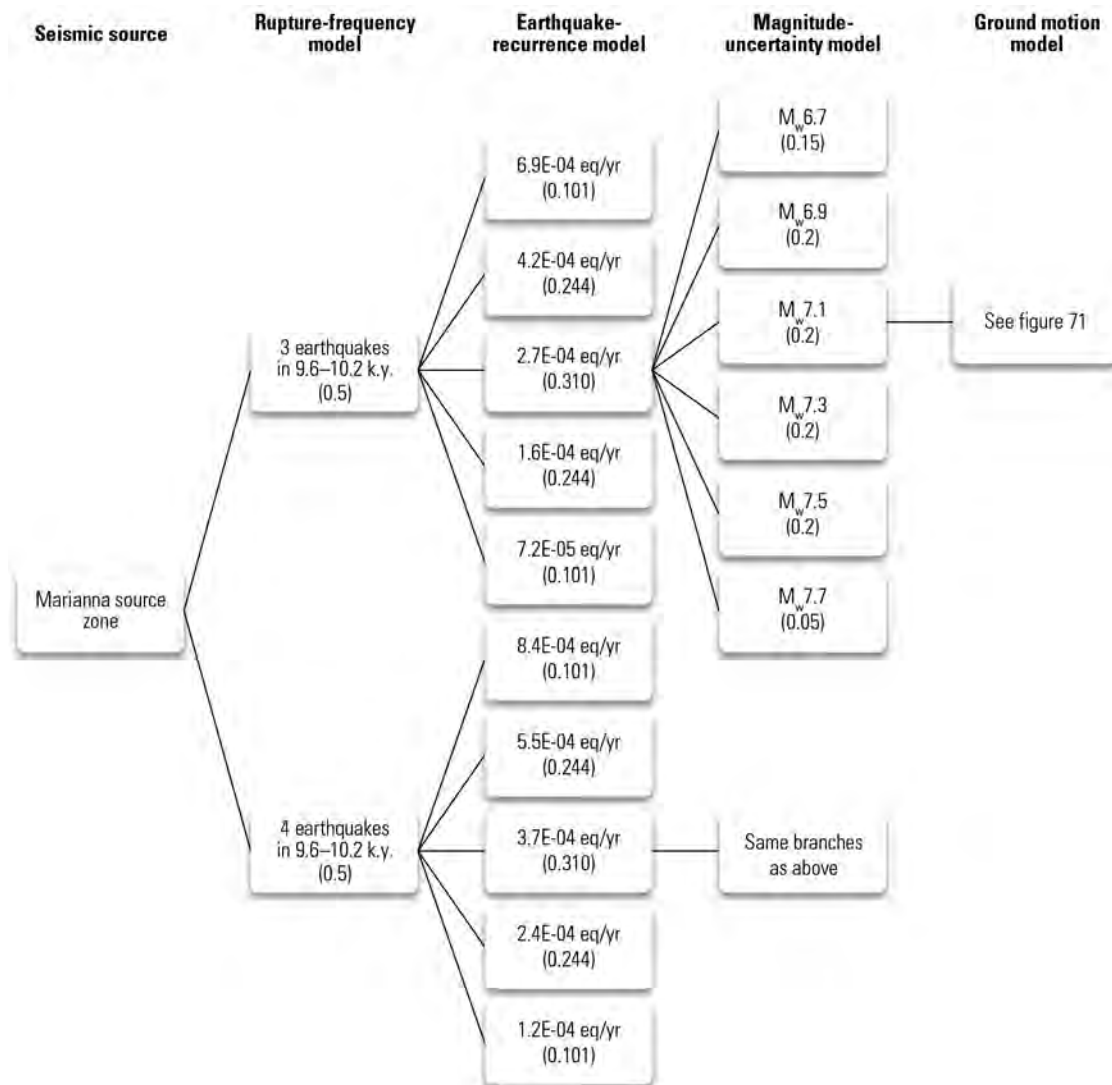 Seismic source
Rupture-frequency
model
Earthquake-
recurrence model
Magnitude-
uncertainty model
Ground motion
model
Marianna source
zone
3 earthquakes
in 9.6–10.2 k.y.
(0.5)
4 earthquakes
in 9.6–10.2 k.y.
(0.5)
6.9E-04 eq/yr
(0.101)
4.2E-04 eq/yr
(0.244)
2.7E-04 eq/yr
(0.310)
1.6E-04 eq/yr
(0.244)
7.2E-05 eq/yr
(0.101)
8.4E-04 eq/yr
(0.101)
5.5E-04 eq/yr
(0.244)
3.7E-04 eq/yr
(0.310)
2.4E-04 eq/yr
(0.244)
1.2E-04 eq/yr
(0.101)
Mw6.7
(0.15)
Mw6.9
(0.2)
Mw7.1
(0.2)
Mw7.3
(0.2)
Mw7.5
(0.2)
Mw7.7
(0.05)
Same branches
as above
See figure 71